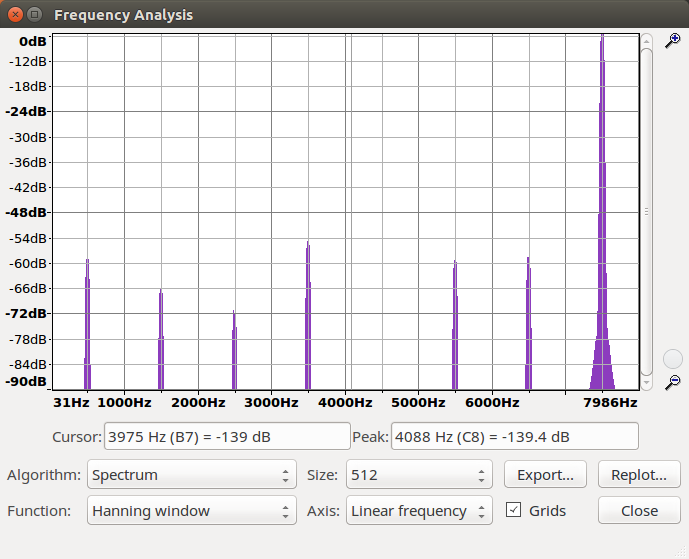 Frequency Analysis
0dB
-12dB
-18dB
-24dB
-30dB
-36dB
-42dB
-48dB
-54dB
-60dB
-66dB
-72dB
-78dB
-84dB
-90dB
31Hz 1000Hz 2000Hz 3000Hz 4000Hz 5000Hz 6000Hz 7986Hz
Cursor: 3975 Hz (B7) = -139 dB Peak: 4088 Hz (C8) = -139.4 dB
Algorithm: Spectrum Size: 512 Export... Replot...
Function: Hanning window Axis: Linear frequency Grids Close